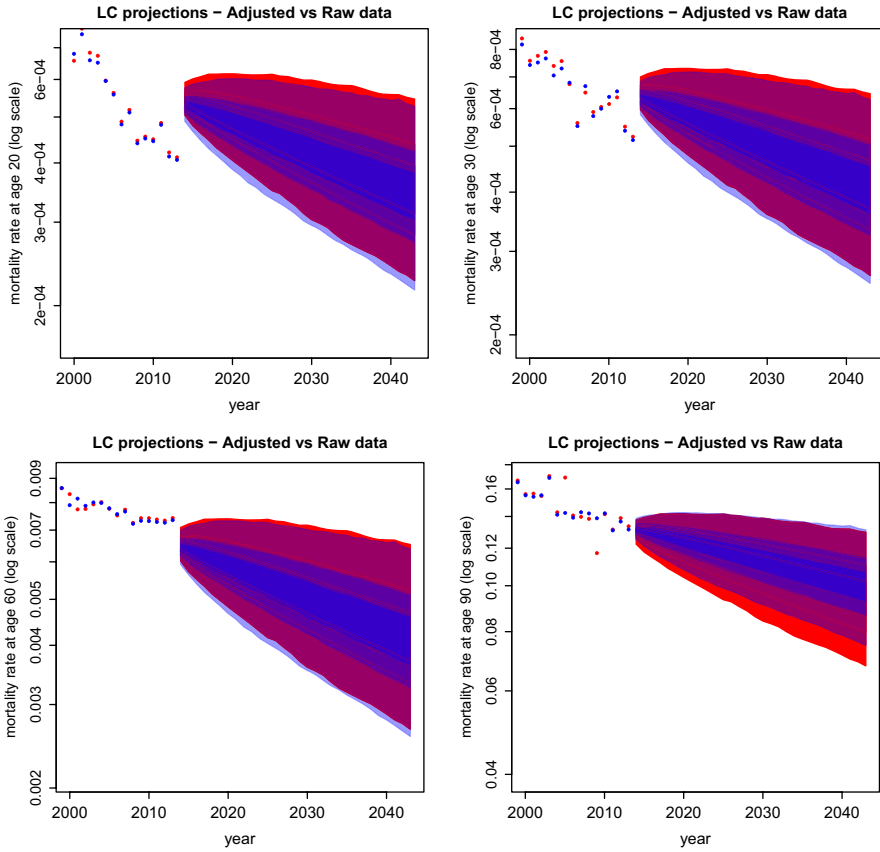 LC projections − Adjusted vs Raw data
mortality rate at age 20 (log scale)
6e−04
4e−04
3e−04
2e−04
2000 2010 2020 2030 2040
year
LC projections − Adjusted vs Raw data
mortality rate at age 30 (log scale)
8e−04
6e−04
4e−04
3e−04
2e−04
2000 2010 2020 2030 2040
year
LC projections − Adjusted vs Raw data
mortality rate at age 60 (log scale)
0.009
0.007
0.005
0.004
0.003
0.002
2000 2010 2020 2030 2040
year
LC projections − Adjusted vs Raw data
mortality rate at age 90 (log scale)
0.16
0.12
0.10
0.08
0.06
0.04
2000 2010 2020 2030 2040
year